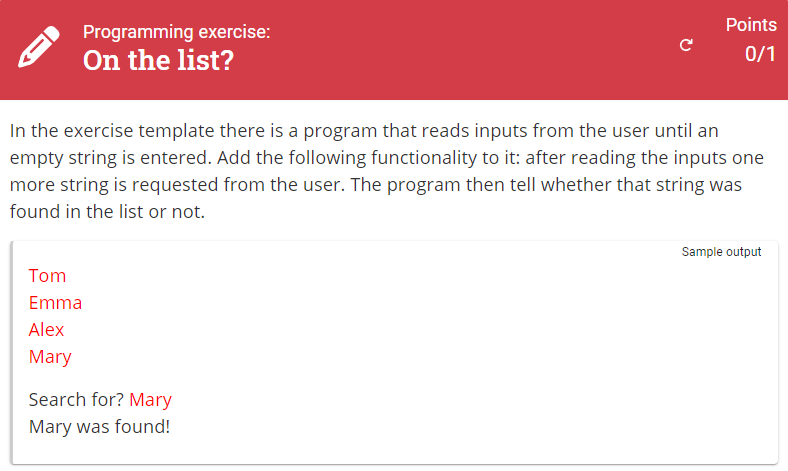 Programming exercise:
On the list?
Points
0/1
In the exercise template there is a program that reads inputs from the user until an
empty string is entered. Add the following functionality to it: after reading the inputs one
more string is requested from the user. The program then tell whether that string was
found in the list or not.
Sample output
Tom
Emma
Alex
Mary
Search for? Mary
Mary was found!